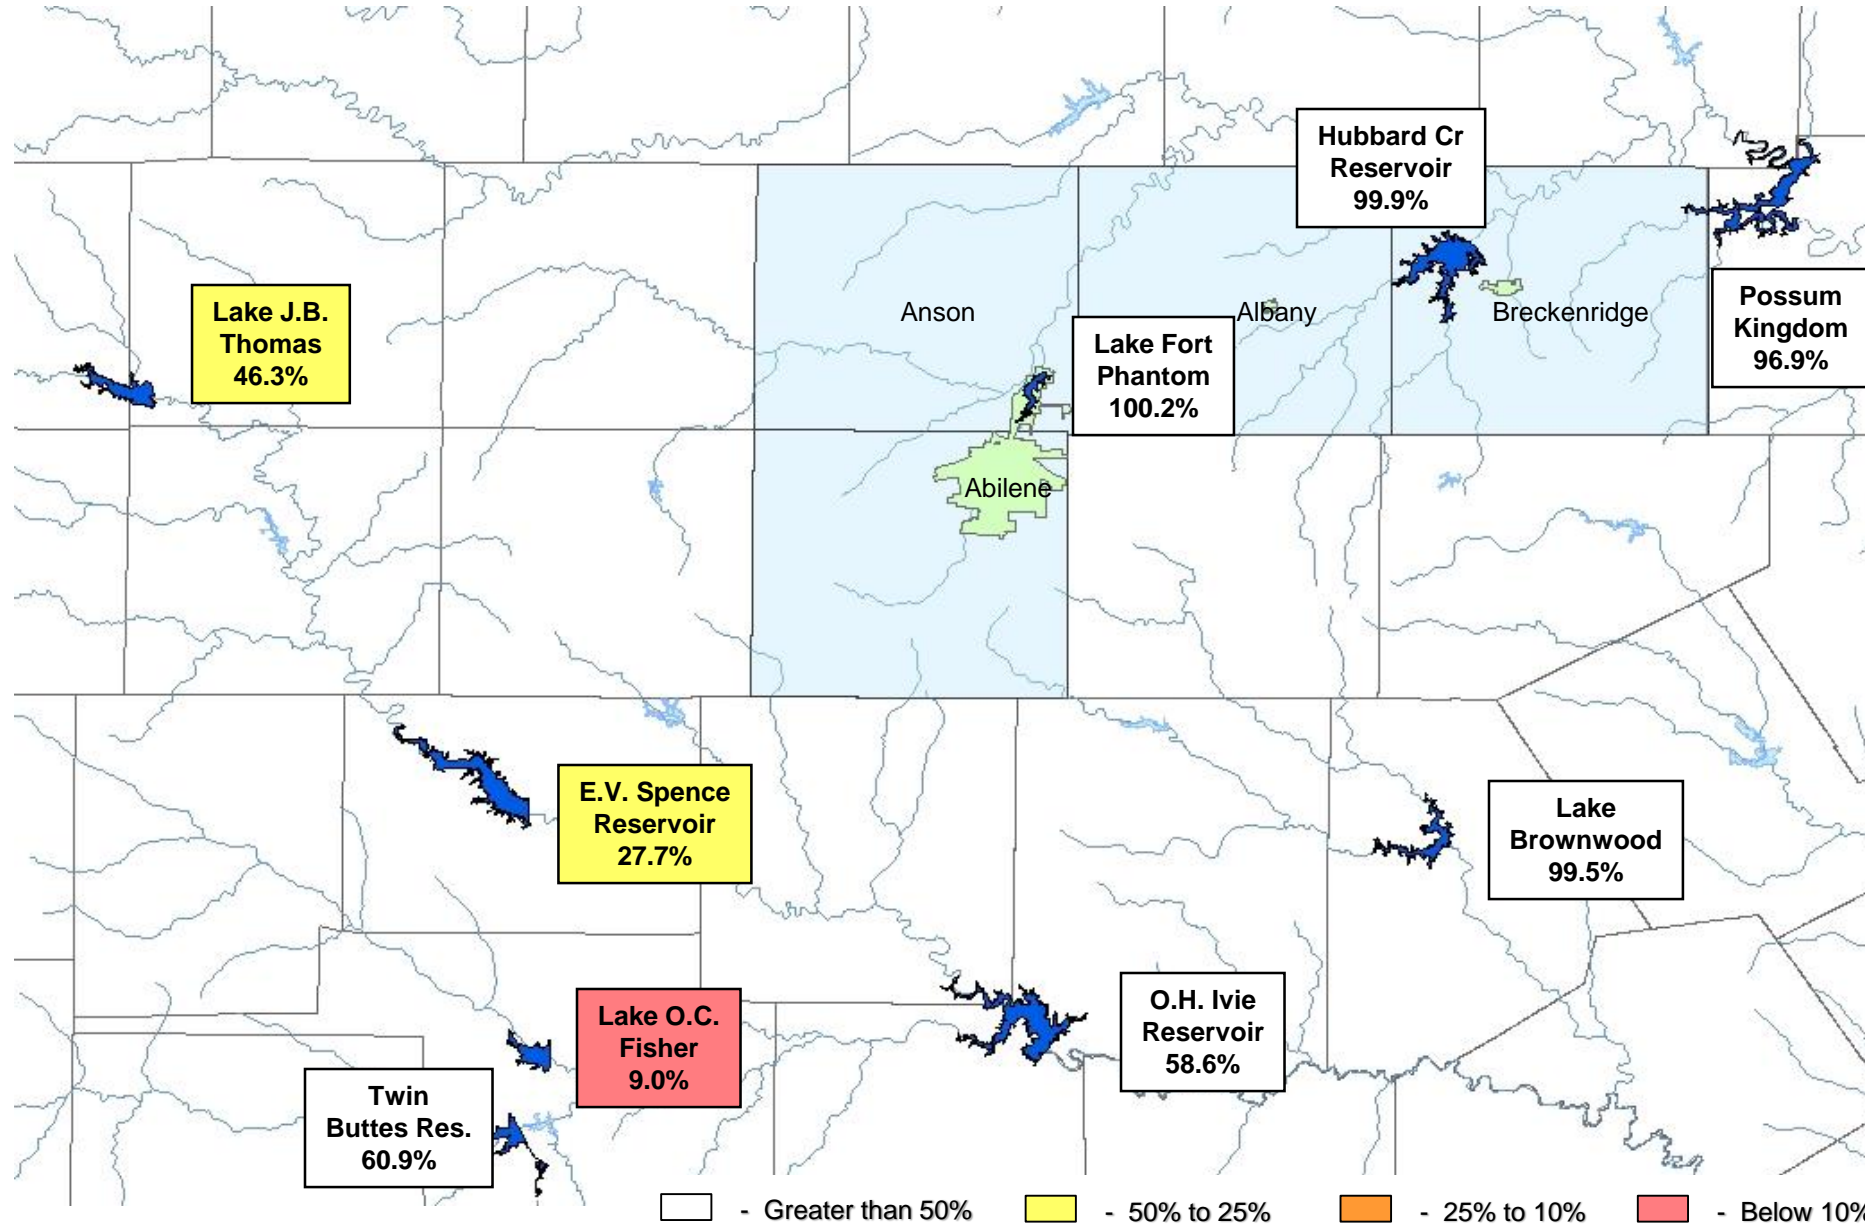 Hubbard Cr
Reservoir
99.9%
Lake J.B.
Thomas
46.3%
Anson
Albany
Breckenridge
Possum
Kingdom
96.9%
Lake Fort
Phantom
100.2%
Abilene
E.V. Spence
Reservoir
27.7%
Lake
Brownwood
99.5%
Lake O.C.
Fisher
9.0%
O.H. Ivie
Reservoir
58.6%
Twin
Buttes Res.
60.9%
- Greater than 50%
- 50% to 25%
- 25% to 10%
- Below 10%